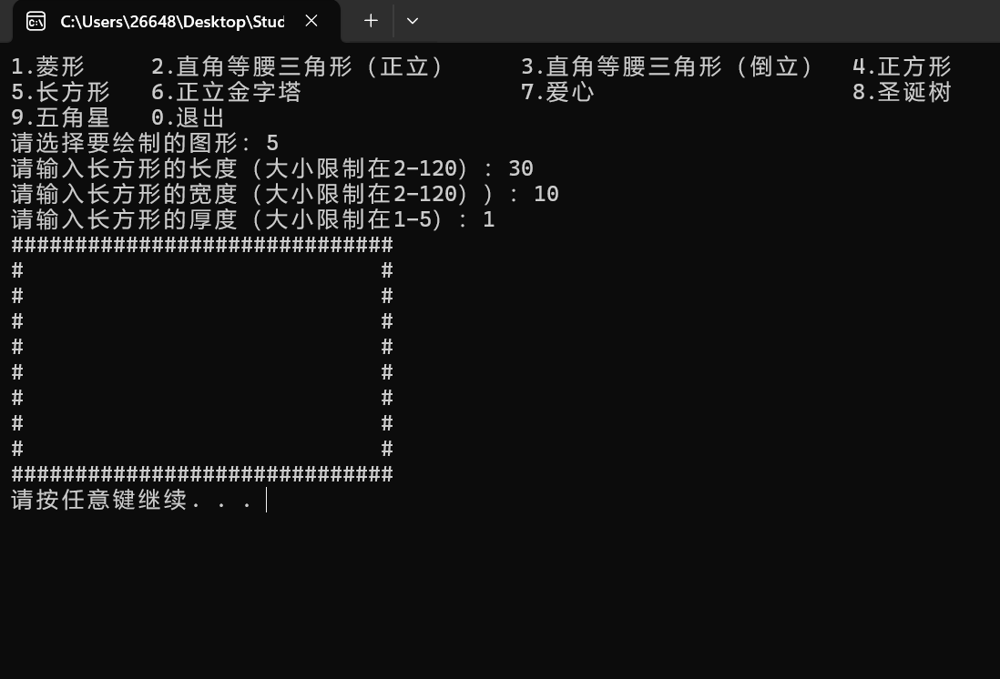 C:\Users\26648\Desktop\Stud
1.菱形 2.直角等腰三角形（正立） 3.直角等腰三角形（倒立） 4.正方形
5.长方形 6.正立金字塔 7.爱心 8.圣诞树
9.五角星 0.退出
请选择要绘制的图形：5
请输入长方形的长度（大小限制在2-120）：30
请输入长方形的宽度（大小限制在2-120））：10
请输入长方形的厚度（大小限制在1-5）：1
##############################
#                            #
#                            #
#                            #
#                            #
#                            #
#                            #
#                            #
#                            #
##############################
请按任意键继续. . .